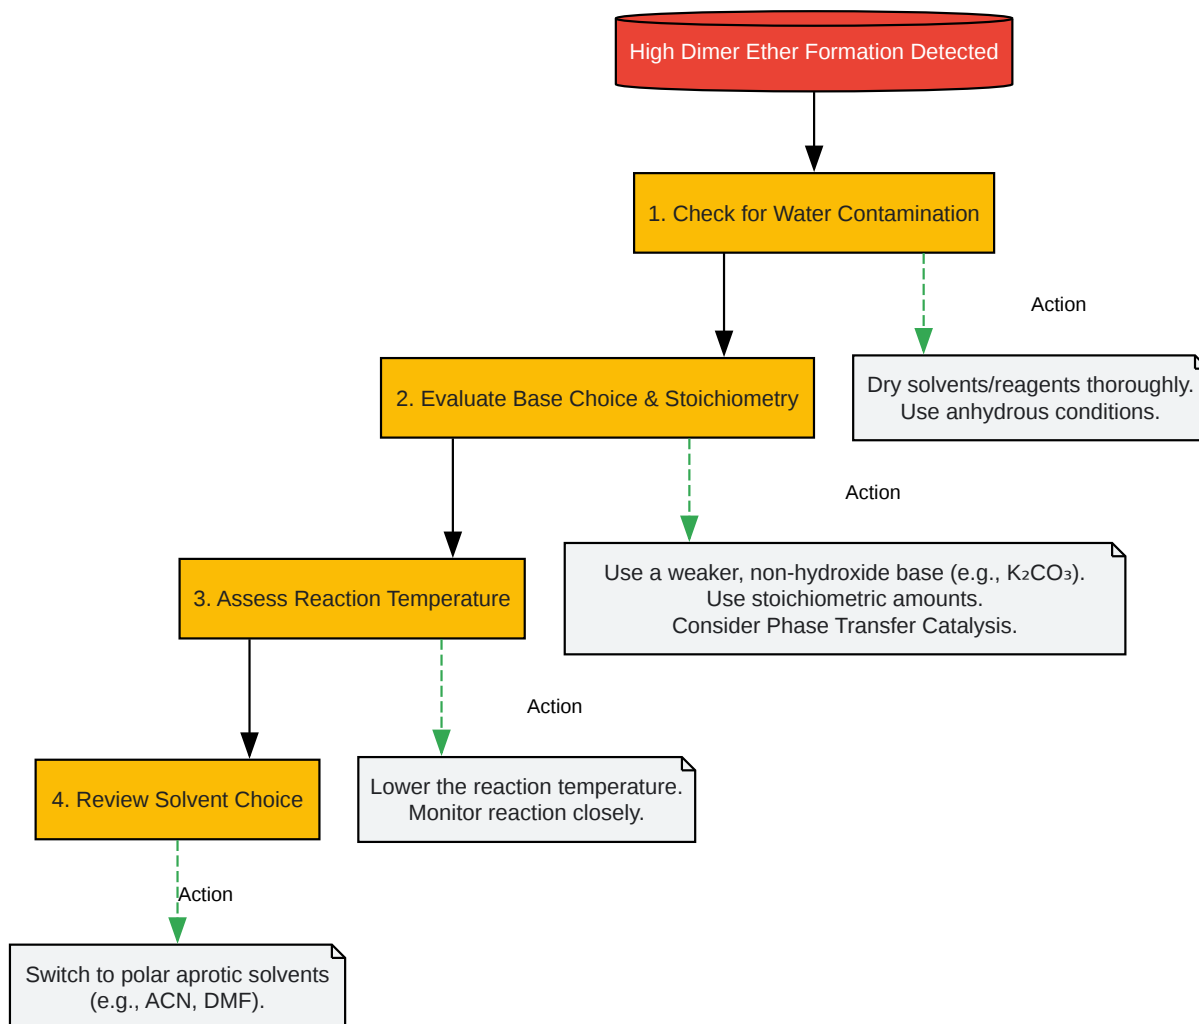 High Dimer Ether Formation Detected
1. Check for Water Contamination
Action
Dry solvents/reagents thoroughly.
Use anhydrous conditions.
2. Evaluate Base Choice & Stoichiometry
Action
Use a weaker, non-hydroxide base (e.g., K₂CO₃).
Use stoichiometric amounts.
Consider Phase Transfer Catalysis.
3. Assess Reaction Temperature
Action
Lower the reaction temperature.
Monitor reaction closely.
4. Review Solvent Choice
Action
Switch to polar aprotic solvents
(e.g., ACN, DMF).